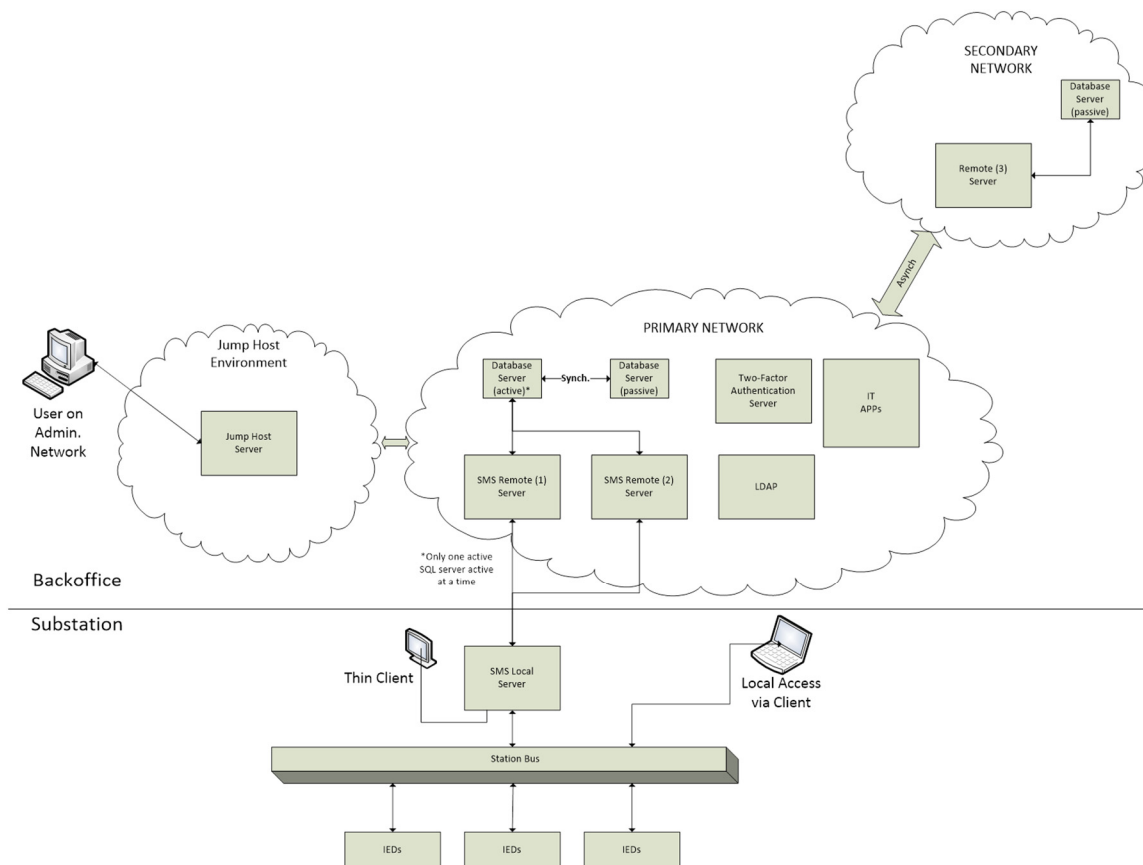 SECONDARY
NETWORK
Database
Server
(passive)
Remote (3)
Server
Asynch
PRIMARY NETWORK
Jump Host
Environment
User on
Admin.
Network
Jump Host
Server
Database
Server
(active)*
Synch.
Database
Server
(passive)
Two-Factor
Authentication
Server
IT
APPs
SMS Remote (1)
Server
SMS Remote (2)
Server
LDAP
*Only one active
SQL server active
at a time
Backoffice
Substation
Thin Client
SMS Local
Server
Local Access
via Client
Station Bus
IEDs
IEDs
IEDs